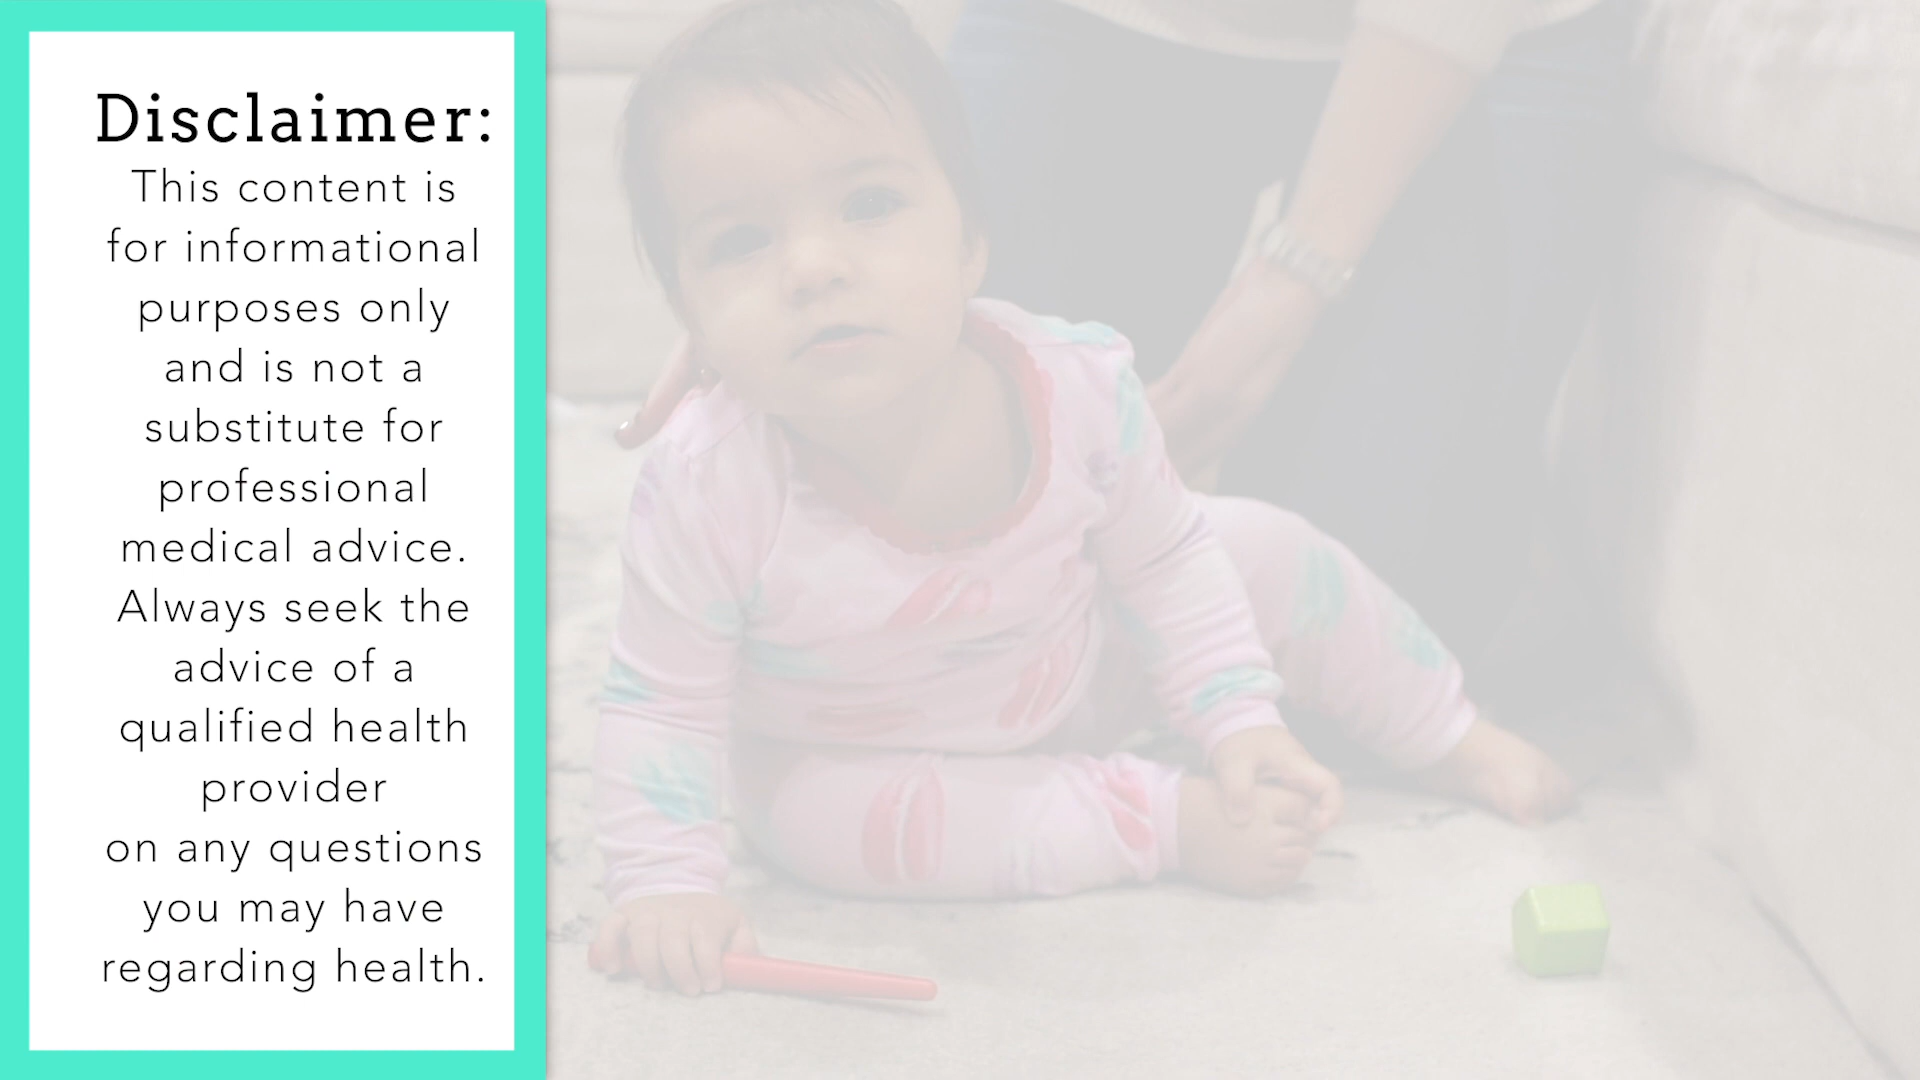 Disclaimer:
This content is
for informational
purposes only
and is not a
substitute for
professional
medical advice.
Always seek the
advice of a
qualified health
provider
on any questions
you may have
regarding health.